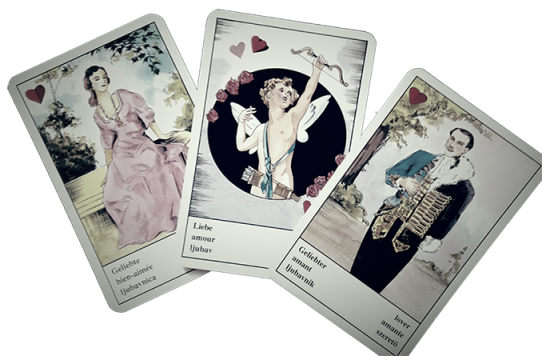 Geliebte
bien-aimée
ljubavnica
Liebe
amour
ljubav
Geliebter
amant
ljubavnik
lover
amante
szerető